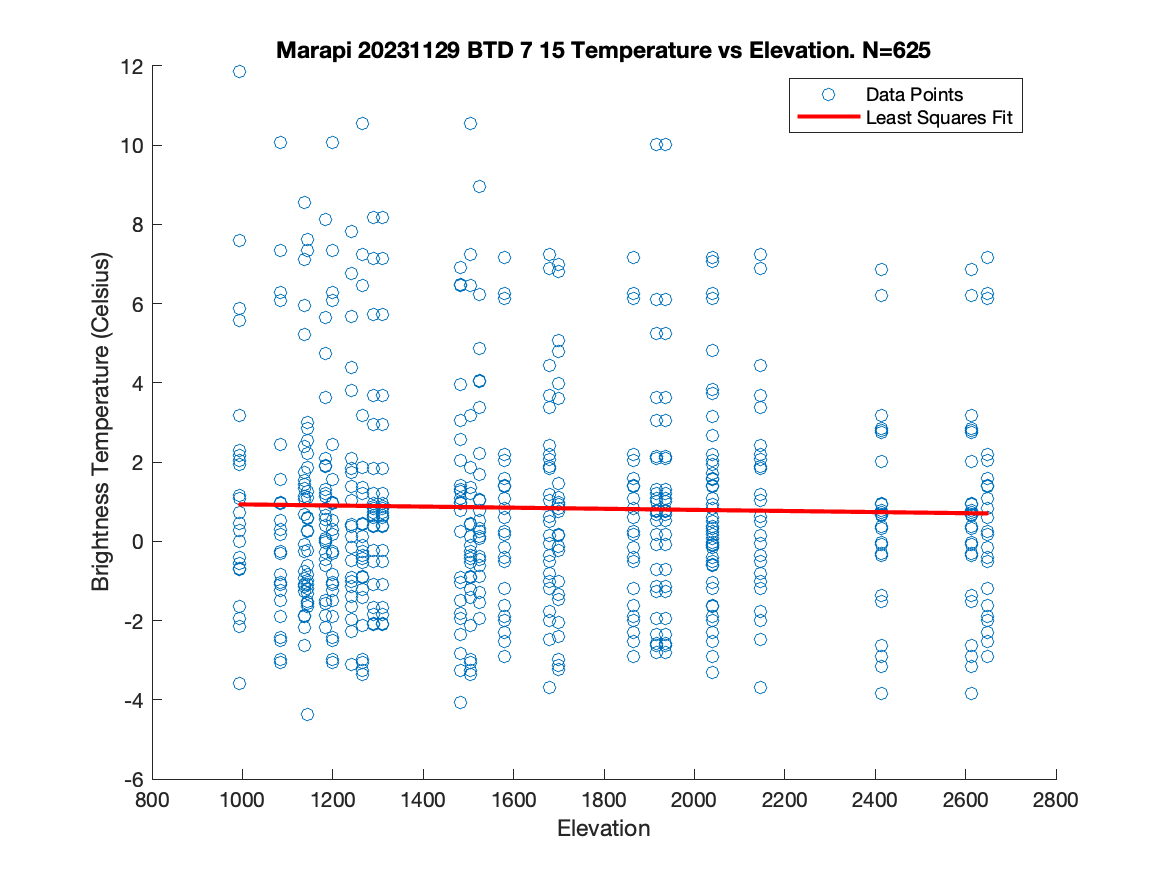 Marapi 20231129 BTD 7 15 Temperature vs Elevation. N=625
Data Points
Least Squares Fit
12
10
8
6
4
2
0
-2
-4
-6
Brightness Temperature (Celsius)
800 1000 1200 1400 1600 1800 2000 2200 2400 2600 2800
Elevation